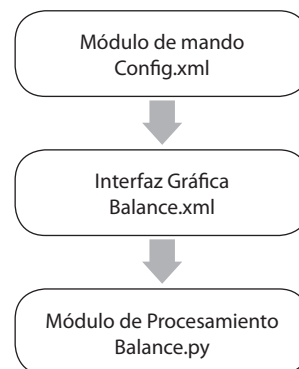 Módulo de mando
Config.xml
Interfaz Gráfica
Balance.xml
Módulo de Procesamiento
Balance.py